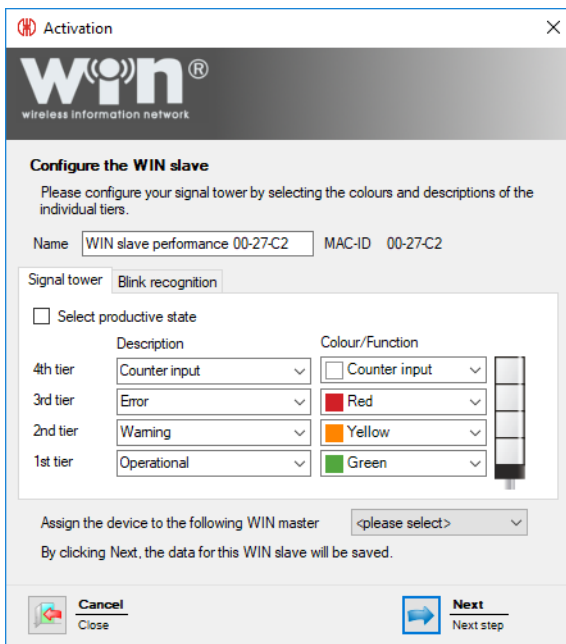 Activation
WIN®
wireless information network
Configure the WIN slave
Please configure your signal tower by selecting the colours and descriptions of the
individual tiers.
Name WIN slave performance 00-27-C2 MAC-ID 00-27-C2
Signal tower Blink recognition
Select productive state
Description Colour/Function
4th tier Counter input Counter input
3rd tier Error Red
2nd tier Warning Yellow
1st tier Operational Green
Assign the device to the following WIN master <please select>
By clicking Next, the data for this WIN slave will be saved.
Cancel Next
Close Next step